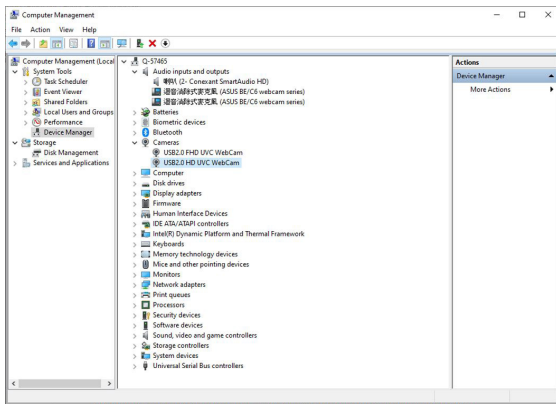 Computer Management
File Action View Help
Computer Management (Local
System Tools
Task Scheduler
Event Viewer
Shared Folders
Local Users and Groups
Performance
Device Manager
Storage
Disk Management
Services and Applications
Q-57465
Audio inputs and outputs
喇叭 (2- Conexant SmartAudio HD)
(ASUS BE/C6 webcam series)
(ASUS BE/C6 webcam series)
Batteries
Biometric devices
Bluetooth
Cameras
USB2.0 FHD UVC WebCam
USB2.0 HD UVC WebCam
Computer
Disk drives
Display adapters
Firmware
Human Interface Devices
IDE ATA/ATAPI controllers
Intel(R) Dynamic Platform and Thermal Framework
Keyboards
Memory technology devices
Mice and other pointing devices
Monitors
Network adapters
Print queues
Processors
Security devices
Software devices
Sound, video and game controllers
Storage controllers
System devices
Universal Serial Bus controllers
Actions
Device Manager
More Actions